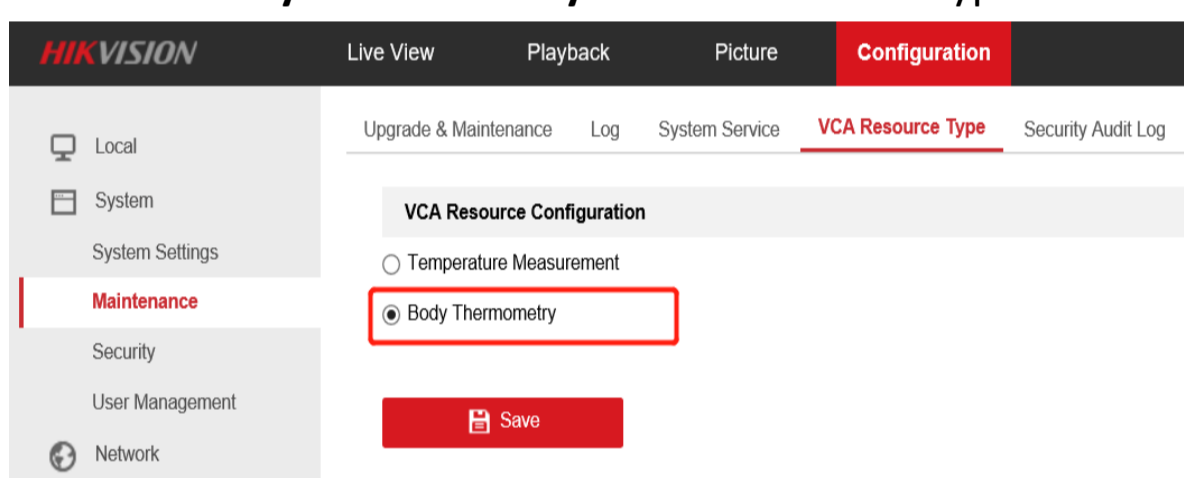 HIKVISION Live View Playback Picture Configuration
Upgrade & Maintenance Log System Service VCA Resource Type Security Audit Log
Local
System
System Settings
Maintenance
Security
User Management
Network
VCA Resource Configuration
Temperature Measurement
Body Thermometry
Save